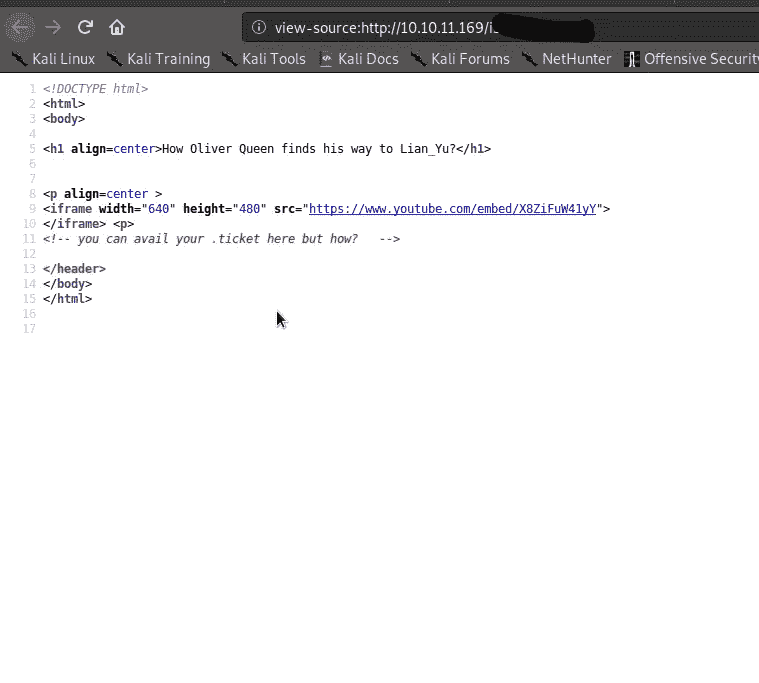 view-source:http://10.10.11.169/i
Kali Linux Kali Training Kali Tools Kali Docs Kali Forums NetHunter Offensive Security
1 <!DOCTYPE html>
2 <html>
3 <body>
4
5 <h1 align=center>How Oliver Queen finds his way to Lian_Yu?</h1>
6
7
8 <p align=center >
9 <iframe width="640" height="480" src="https://www.youtube.com/embed/X8ZiFuW41yY">
10 </iframe> <p>
11 <!-- you can avail your .ticket here but how?   -->
12
13 </header>
14 </body>
15 </html>
16
17